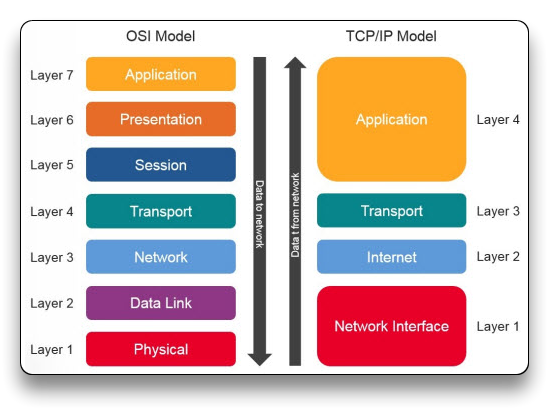 OSI Model
TCP/IP Model
Layer 7
Application
Layer 6
Presentation
Layer 5
Session
Layer 4
Transport
Layer 3
Network
Layer 2
Data Link
Layer 1
Physical
Data to network
Data t from network
Application
Layer 4
Transport
Layer 3
Internet
Layer 2
Network Interface
Layer 1